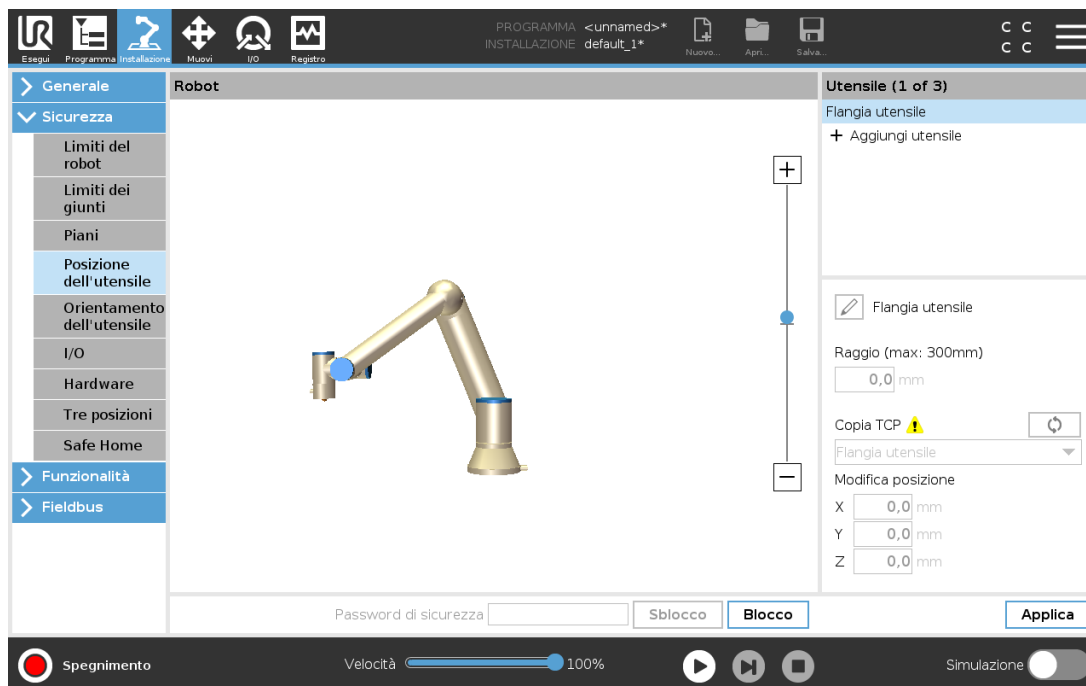 UR
Esegui
Programma
Installazione
Muovi
I/O
Registro
PROGRAMMA <unnamed>*
INSTALLAZIONE default_1*
Nuovo...
Apri...
Salva...
C C
C C
Generale
Sicurezza
Limiti del
robot
Limiti dei
giunti
Piani
Posizione
dell'utensile
Orientamento
dell'utensile
I/O
Hardware
Tre posizioni
Safe Home
Funzionalità
Fieldbus
Robot
Utensile (1 of 3)
Flangia utensile
+ Aggiungi utensile
Flangia utensile
Raggio (max: 300mm)
0,0 mm
Copia TCP
Flangia utensile
Modifica posizione
X 0,0 mm
Y 0,0 mm
Z 0,0 mm
Password di sicurezza
Sblocco
Blocco
Applica
Spegnimento
Velocità
100%
Simulazione